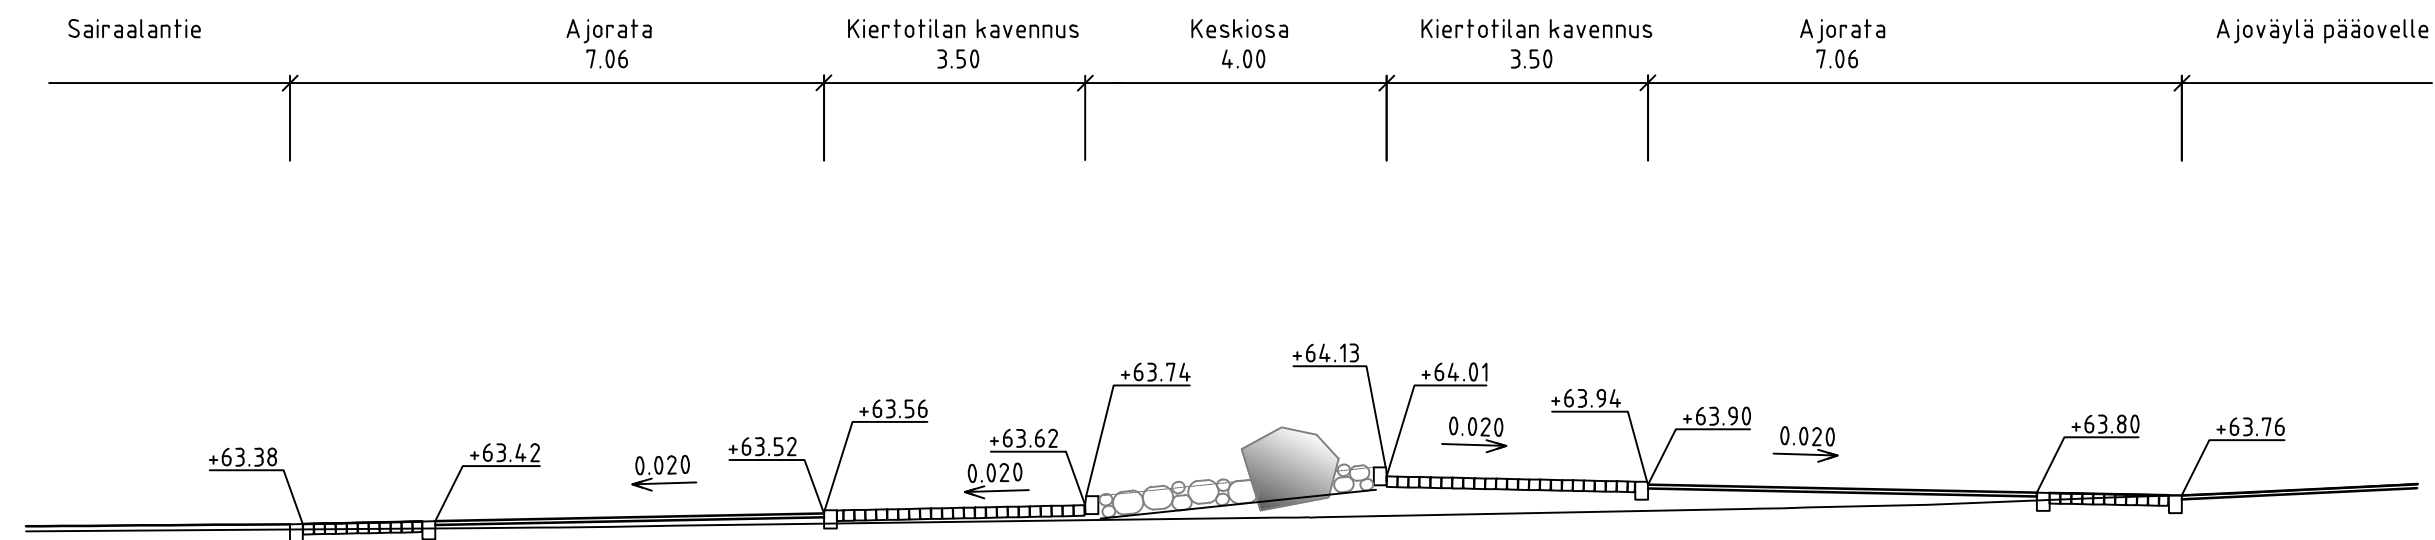 Sairaalantie Ajorata Kiertotilan kavennus Keskiosa Kiertotilan kavennus Ajorata Ajoväylä pääovelle
7.06 3.50 4.00 3.50 7.06
+64.13
+63.74 +64.01
+63.94
+63.56 +63.90
+63.80 +63.76
0.020 0.020
+63.52 +63.62
+63.38 +63.42 0.020 0.020